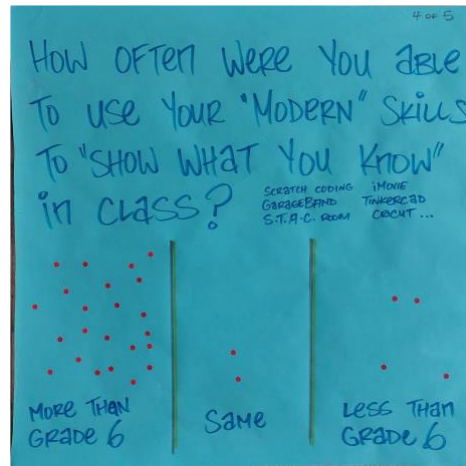 4 OF 5
HOW OFTEN WERE YOU ABLE
TO USE YOUR "MODERN" SKILLS
TO "SHOW WHAT YOU KNOW"
IN CLASS?
SCRATCH CODING iMOVIE
GARAGEBAND TINKERCAD
S.T.A.C. ROOM CRICUT ...
MORE THAN
GRADE 6
SAME
LESS THAN
GRADE 6